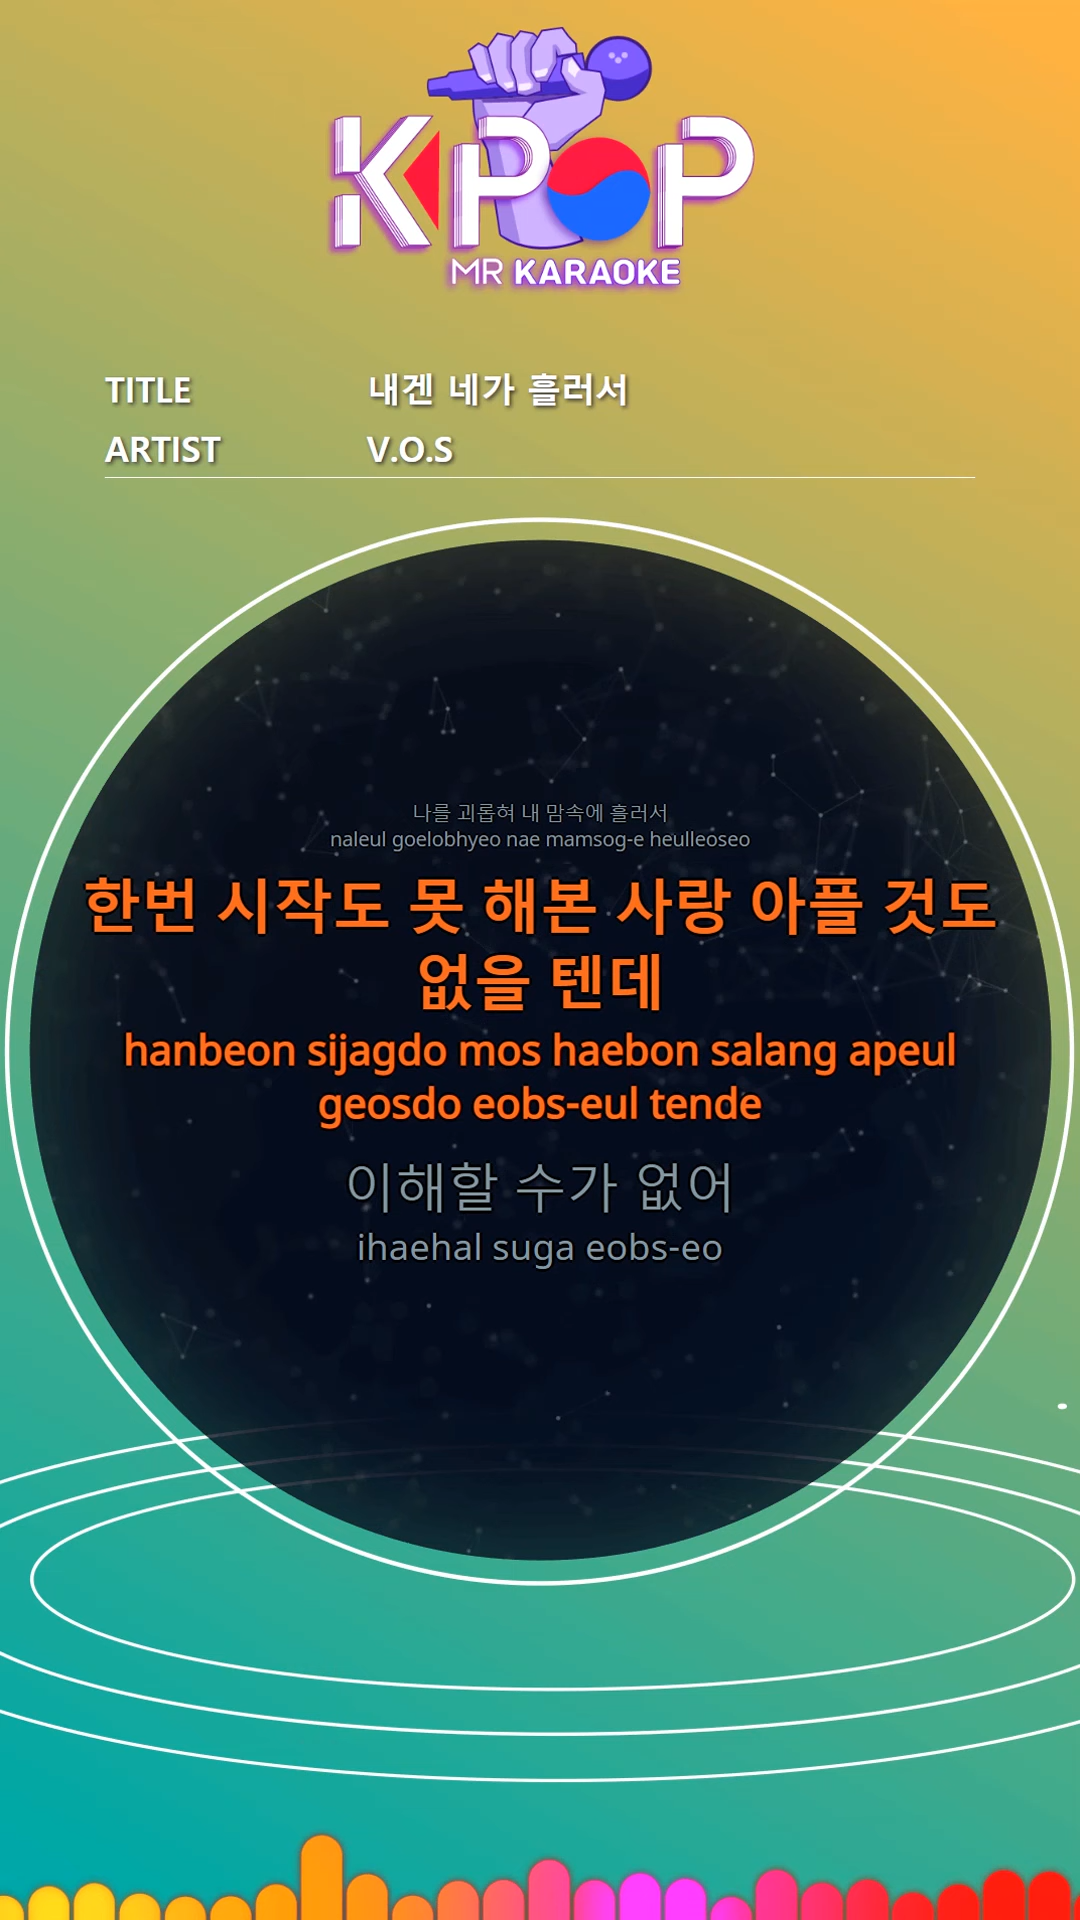 KPOP
MR KARAOKE
TITLE 내겐 네가 흘러서
ARTIST V.O.S
나를 괴롭혀 내 맘속에 흘러서
naleul goelobhyeo nae mamsog-e heulleoseo
한번 시작도 못 해본 사랑 아플 것도
없을 텐데
hanbeon sijagdo mos haebon salang apeul
geosdo eobs-eul tende
이해할 수가 없어
ihaehal suga eobs-eo